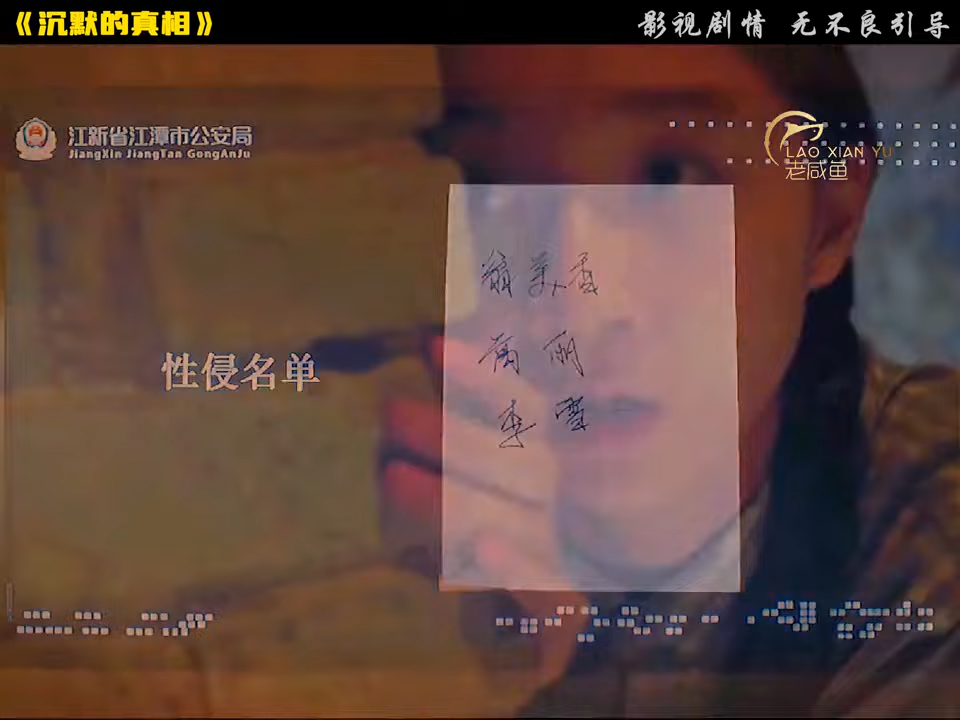 《沉默的真相》
影视剧情 无不良引导
江新省江潭市公安局
JiangXin JiangTan GongAnJu
LAO XIAN YU
老咸鱼
性侵名单
翁美香
葛丽
李雪